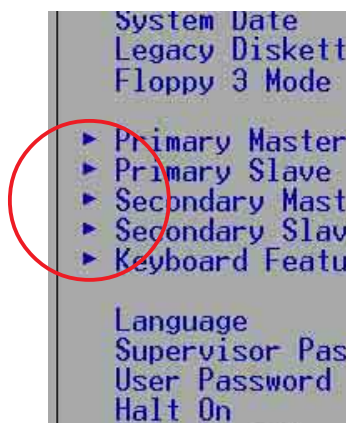 System Date
Legacy Diskett
Floppy 3 Mode
Primary Master
Primary Slave
Secondary Mast
Secondary Slav
Keyboard Featu
Language
Supervisor Pas
User Password
Halt On